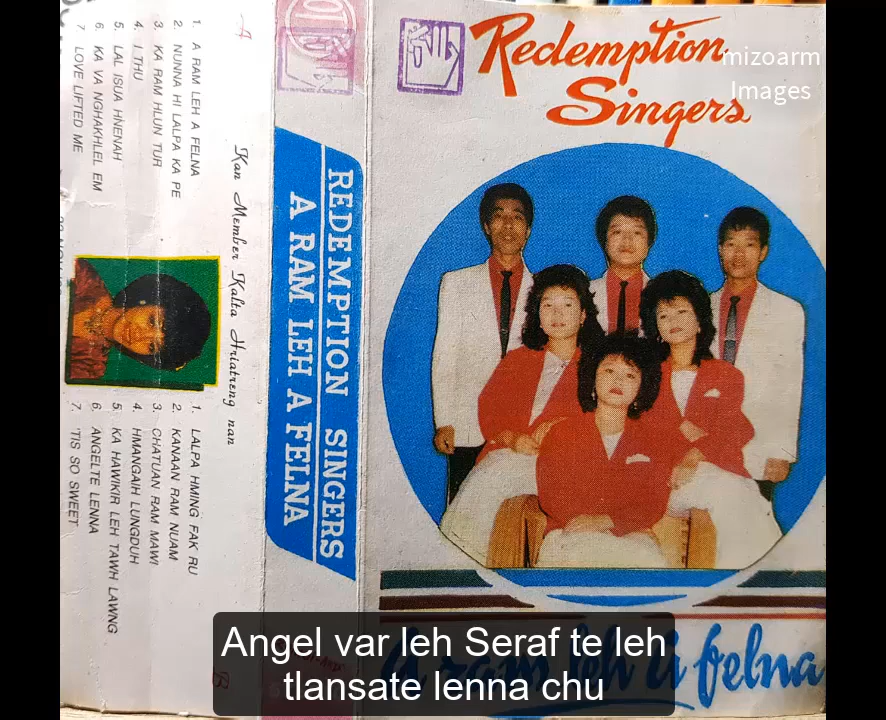 Redemption
Singers
mizoarm
Images
A
1. A RAM LEH A FELNA
2. NUNNA HI LALPA KA PE
3. KA RAM HLUN TUR
4. I THU
5. LAL ISUA HNENAH
6. KA VA NGHAKHLEL EM
7 LOVE LIFTED ME
Kan Member Kalta Hriatreng nan
1. LALPA HMING FAK RU
2. KANAAN RAM NUAM
3. CHATUAN RAM MAWI
4. HMANGAIH LUNGDUH
5. KA HAWIKIR LEH TAWH LAWNG
6. ANGELTE LENNA
7. 'TIS SO SWEET
B
REDEMPTION SINGERS
A RAM LEH A FELNA
A ram leh a felna
Angel var leh Seraf te leh
tlansate lenna chu